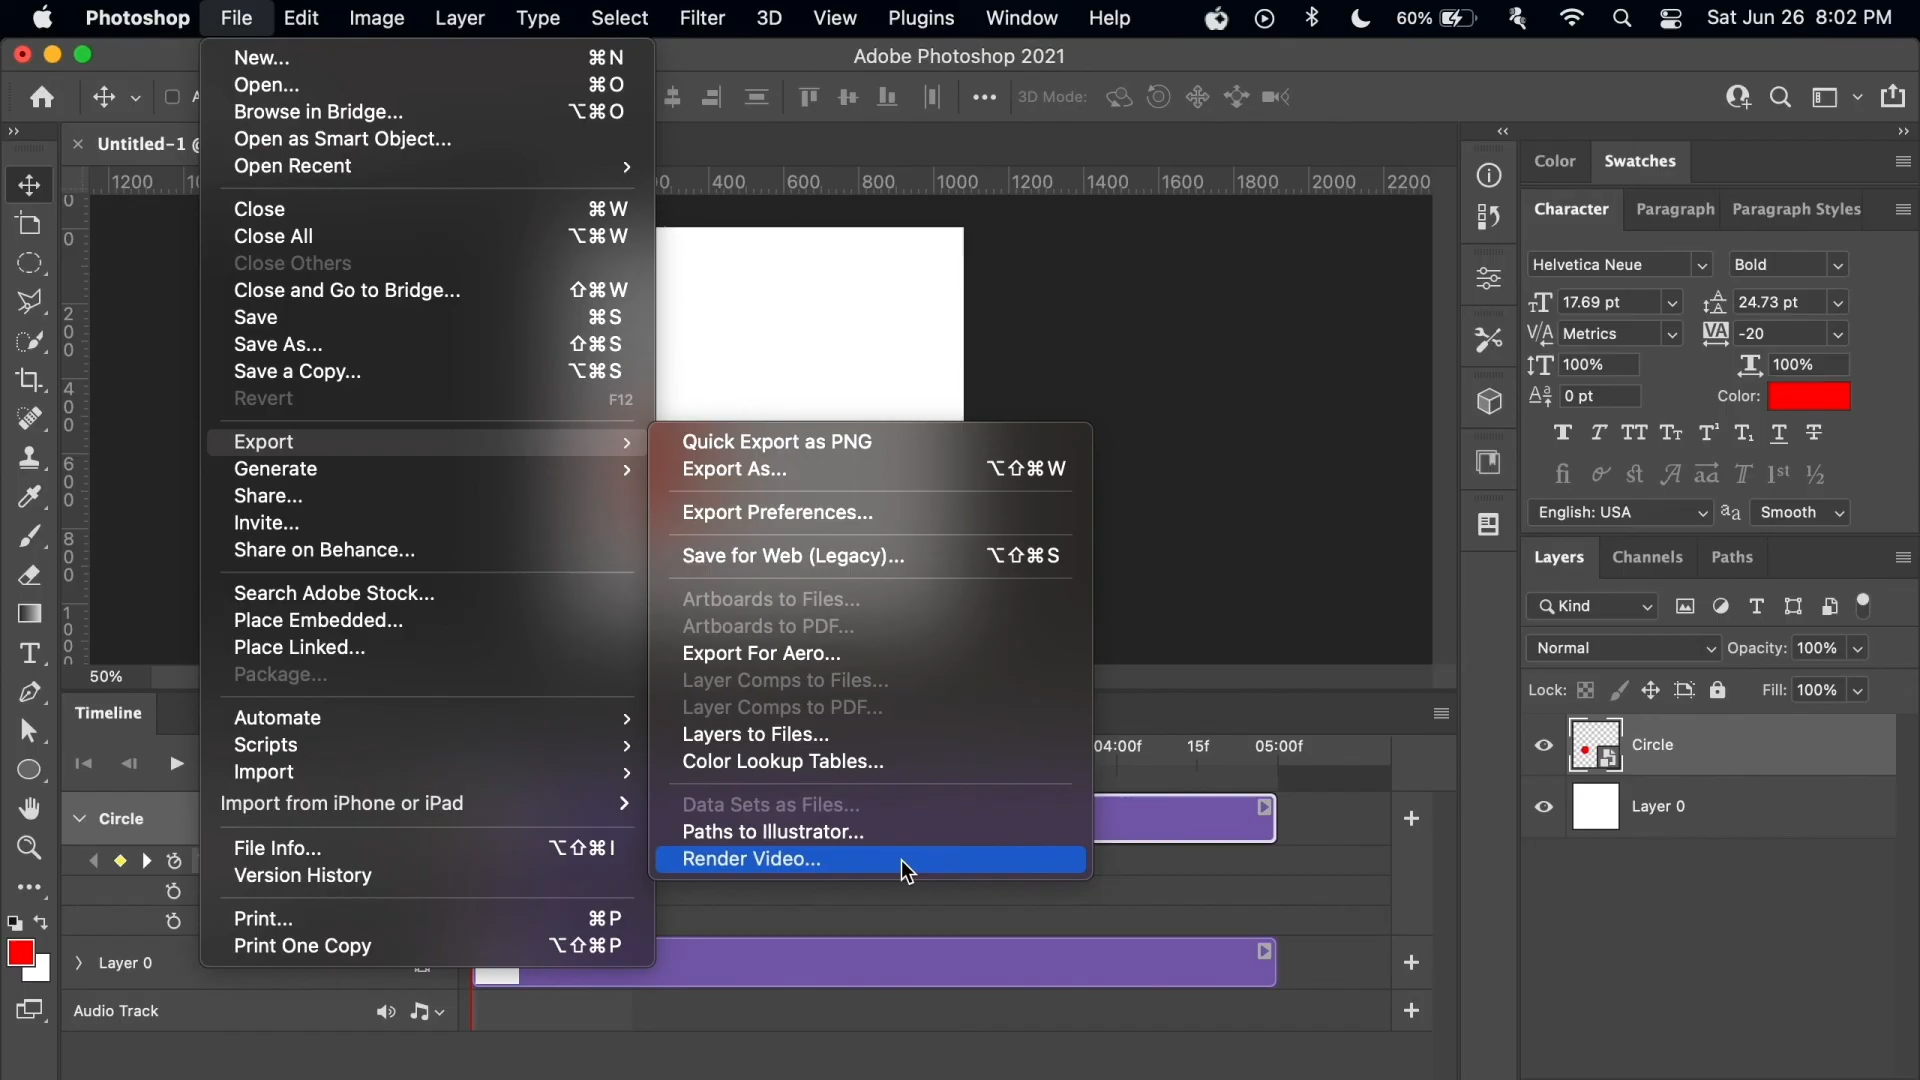 Photoshop File Edit Image Layer Type Select Filter 3D View Plugins Window Help 60% Sat Jun 26 8:02 PM
Adobe Photoshop 2021
3D Mode:
Untitled-1 @
New... ⌘N
Open... ⌘O
Browse in Bridge... ⌥⌘O
Open as Smart Object...
Open Recent
Close ⌘W
Close All ⌥⌘W
Close Others
Close and Go to Bridge... ⇧⌘W
Save ⌘S
Save As... ⇧⌘S
Save a Copy... ⌥⌘S
Revert F12
Export
Generate
Share...
Invite...
Share on Behance...
Search Adobe Stock...
Place Embedded...
Place Linked...
Package...
Automate
Scripts
Import
Import from iPhone or iPad
File Info... ⌥⇧⌘I
Version History
Print... ⌘P
Print One Copy ⌥⇧⌘P
Quick Export as PNG
Export As... ⌥⇧⌘W
Export Preferences...
Save for Web (Legacy)... ⌥⇧⌘S
Artboards to Files...
Artboards to PDF...
Export For Aero...
Layer Comps to Files...
Layer Comps to PDF...
Layers to Files...
Color Lookup Tables...
Data Sets as Files...
Paths to Illustrator...
Render Video...
1200 400 600 800 1000 1200 1400 1600 1800 2000 2200
0
0
200
400
600
800
1000
50%
Timeline
04:00f 15f 05:00f
Circle
Layer 0
Audio Track
Color Swatches
Character Paragraph Paragraph Styles
Helvetica Neue Bold
17.69 pt 24.73 pt
Metrics -20
100% 100%
0 pt Color:
English: USA Smooth
Layers Channels Paths
Kind
Normal Opacity: 100%
Lock: Fill: 100%
Circle
Layer 0